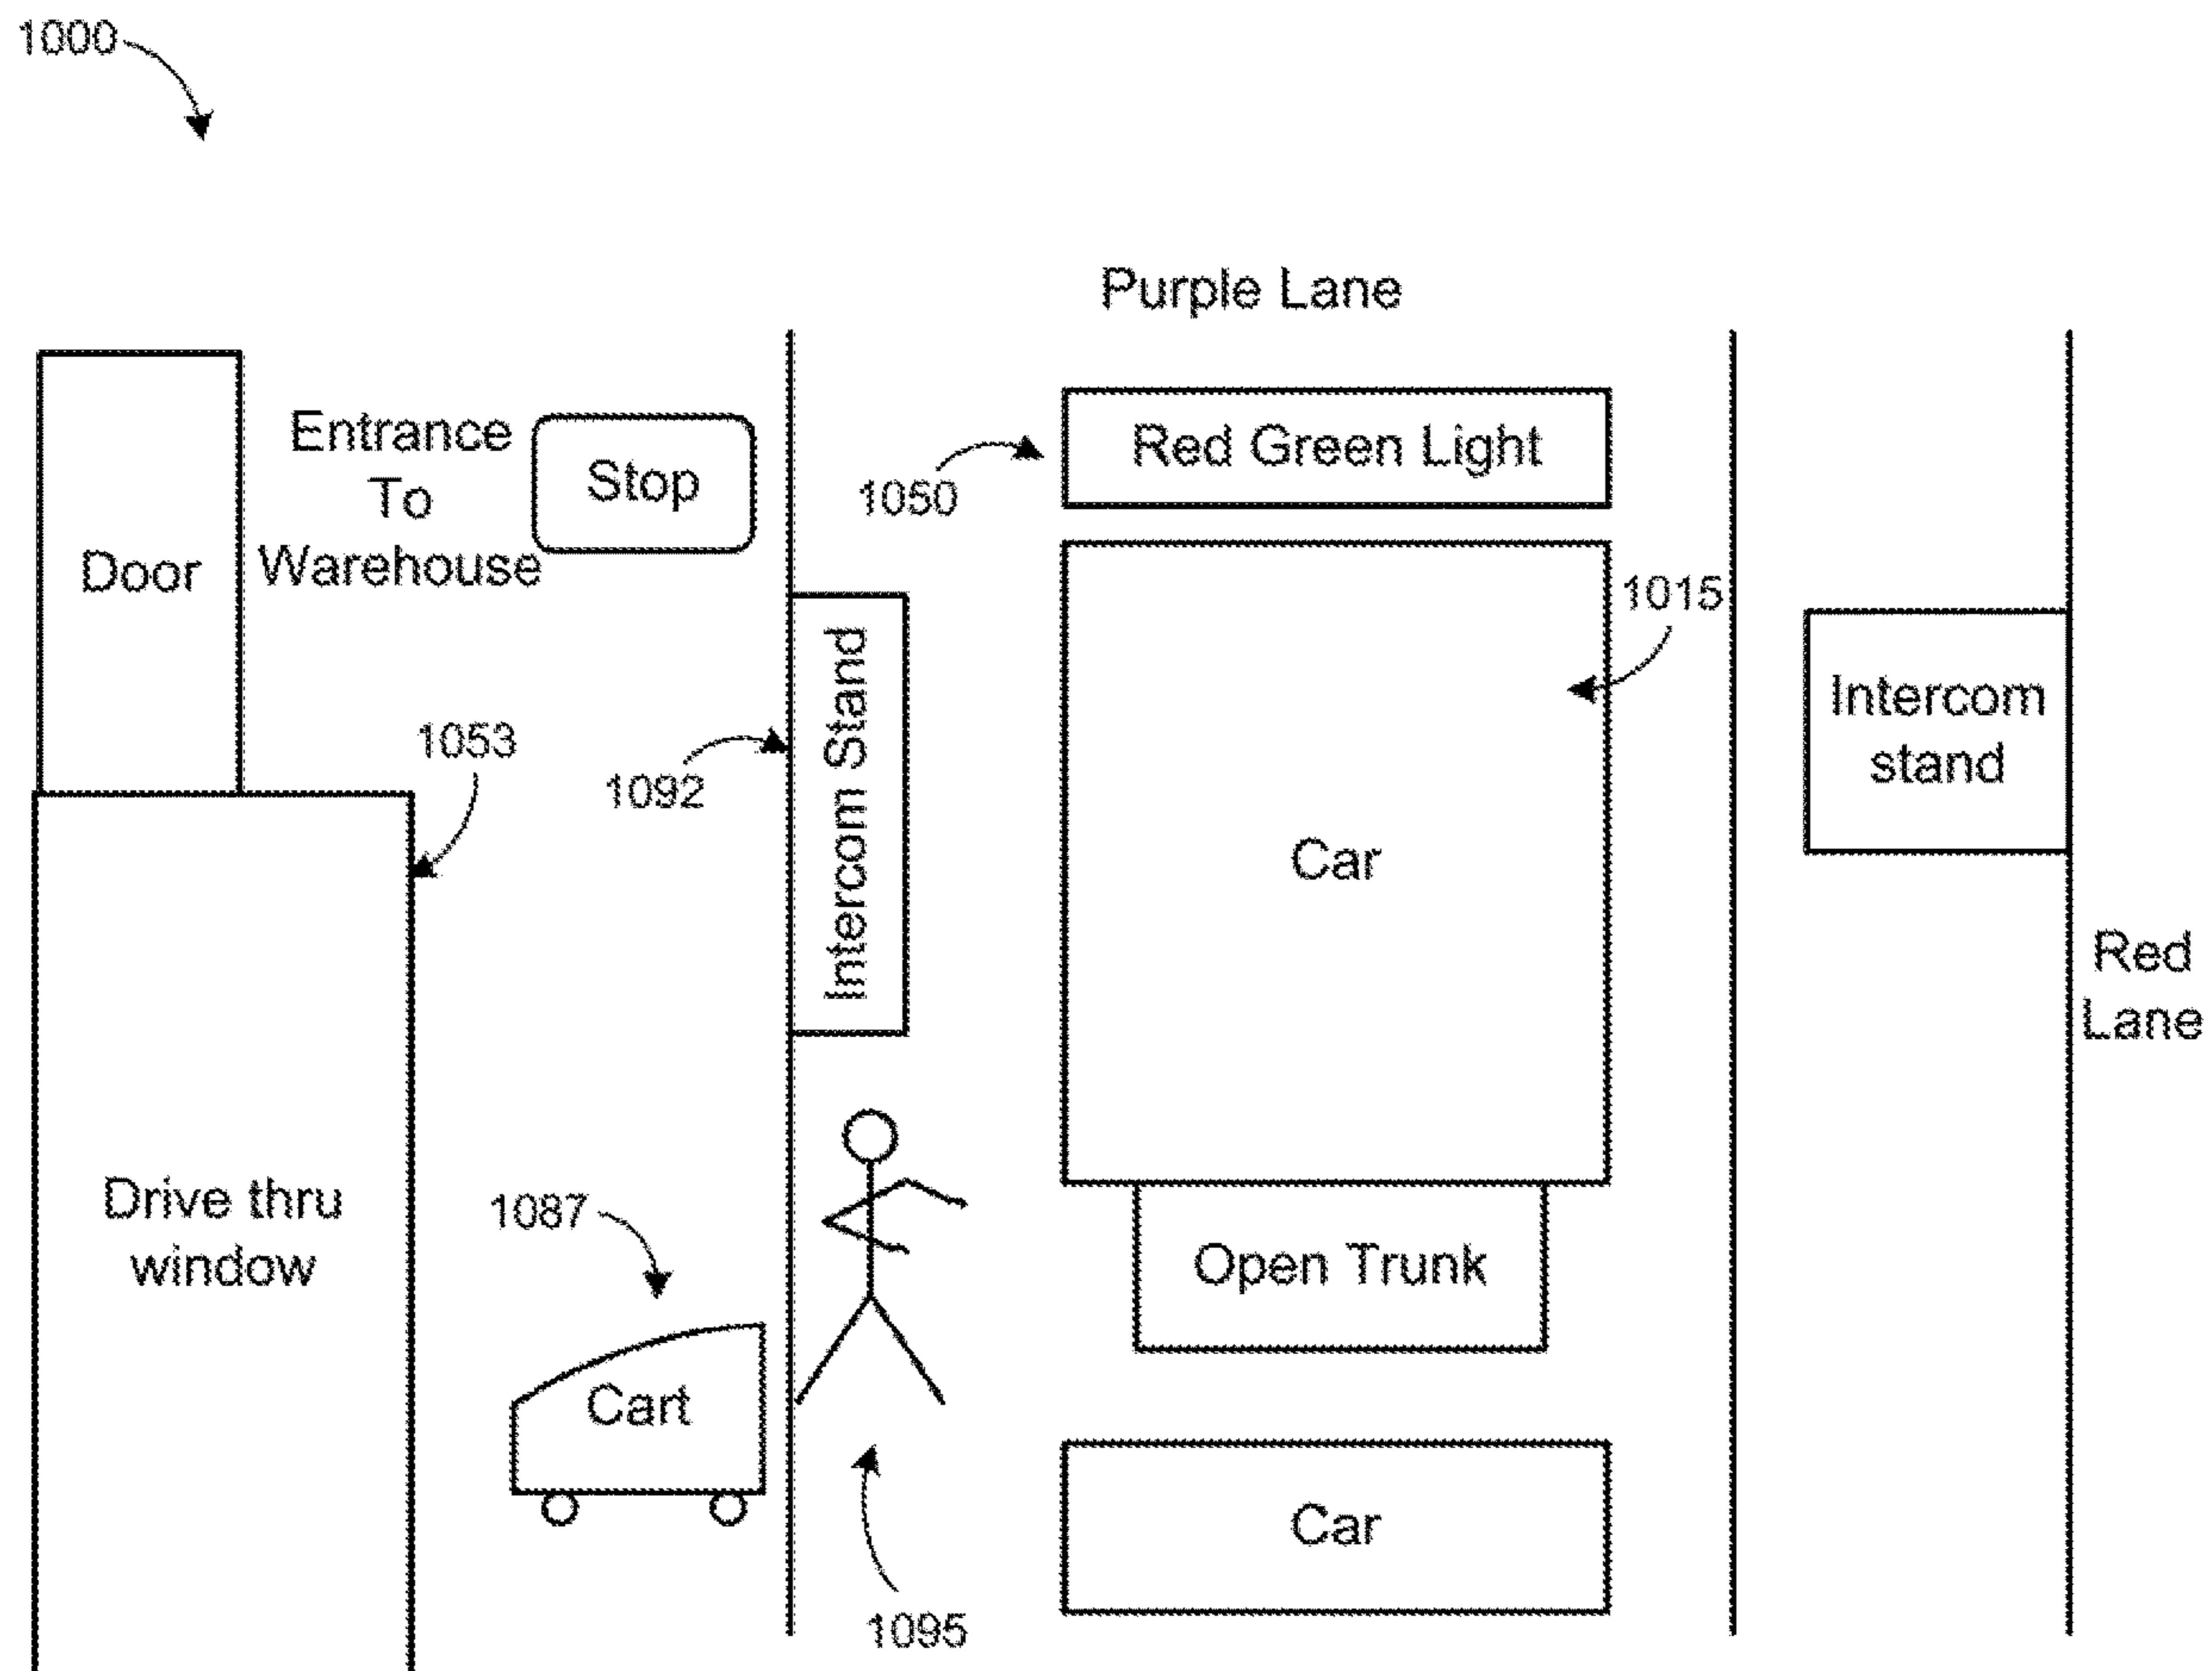 1000
Purple Lane
Door
Entrance
To
Warehouse
Stop
1050
Red Green Light
1015
1053
1092
Intercom Stand
Car
Intercom
stand
Red
Lane
Drive thru
window
1087
Cart
Open Trunk
Car
1095